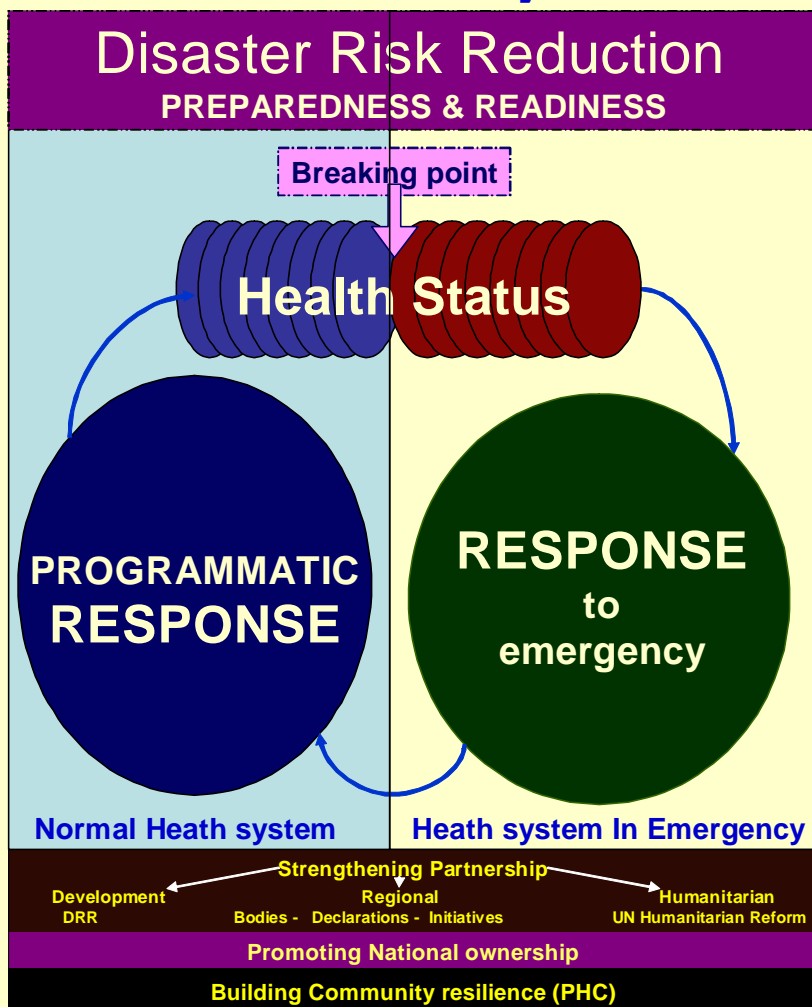 Disaster Risk Reduction
PREPAREDNESS & READINESS
Breaking point
Health Status
PROGRAMMATIC
RESPONSE
RESPONSE
to
emergency
Normal Heath system
Heath system In Emergency
Strengthening Partnership
Development
DRR
Regional
Bodies - Declarations - Initiatives
Humanitarian
UN Humanitarian Reform
Promoting National ownership
Building Community resilience (PHC)